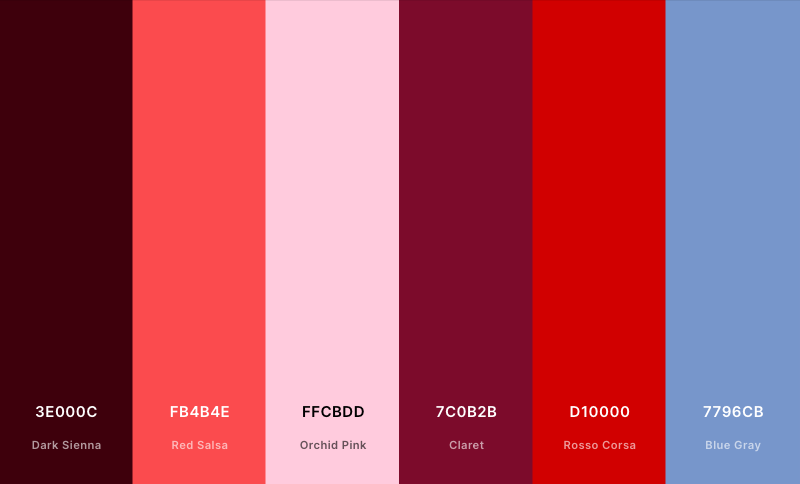 3E000C FB4B4E FFCBDD 7C0B2B D10000 7796CB
Dark Sienna Red Salsa Orchid Pink Claret Rosso Corsa Blue Gray